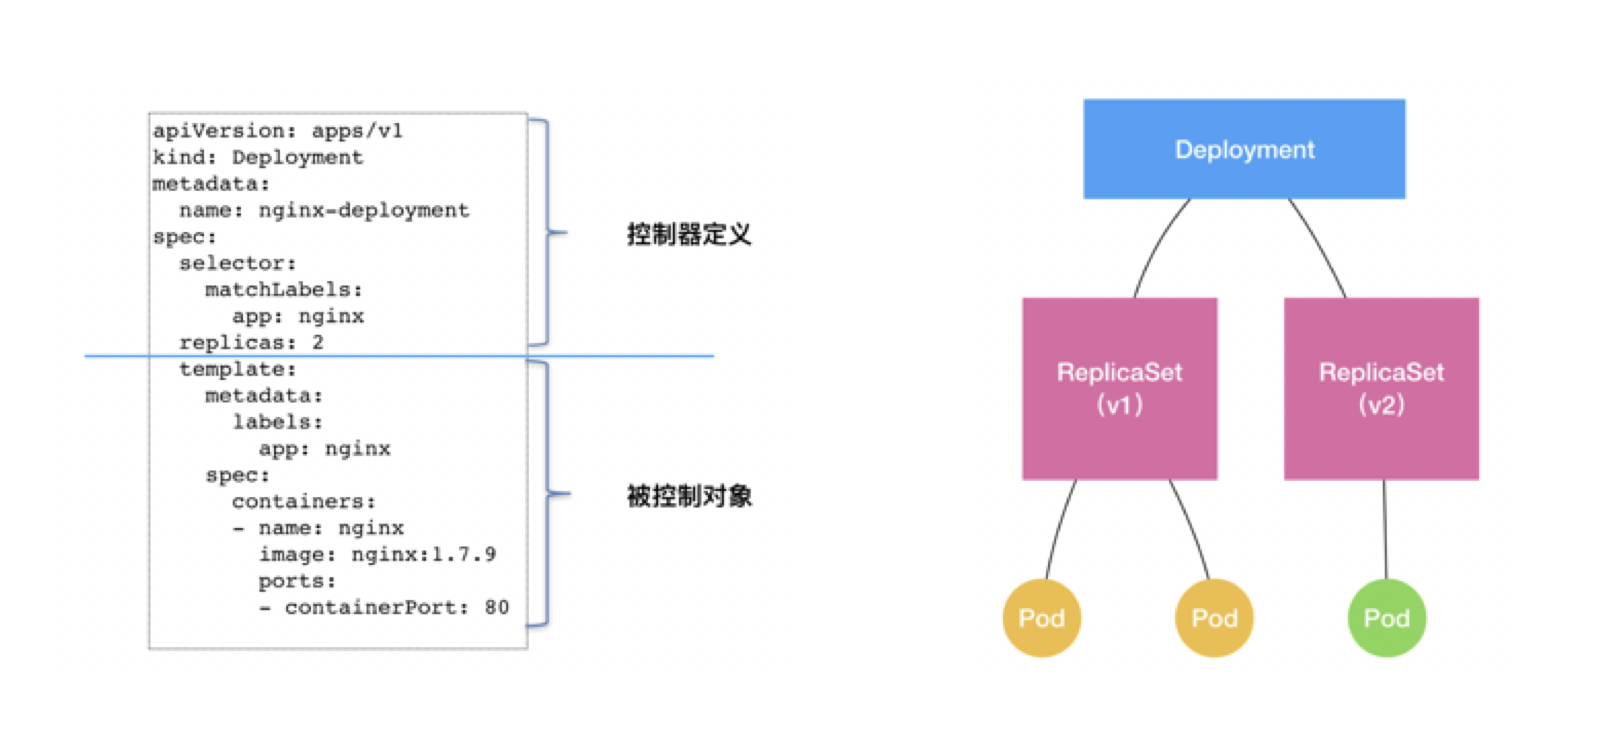 apiVersion: apps/v1
kind: Deployment
metadata:
  name: nginx-deployment
spec:
  selector:
    matchLabels:
      app: nginx
  replicas: 2
  template:
    metadata:
      labels:
        app: nginx
    spec:
      containers:
      - name: nginx
        image: nginx:1.7.9
        ports:
        - containerPort: 80
控制器定义
被控制对象
Deployment
ReplicaSet
(v1)
ReplicaSet
(v2)
Pod
Pod
Pod